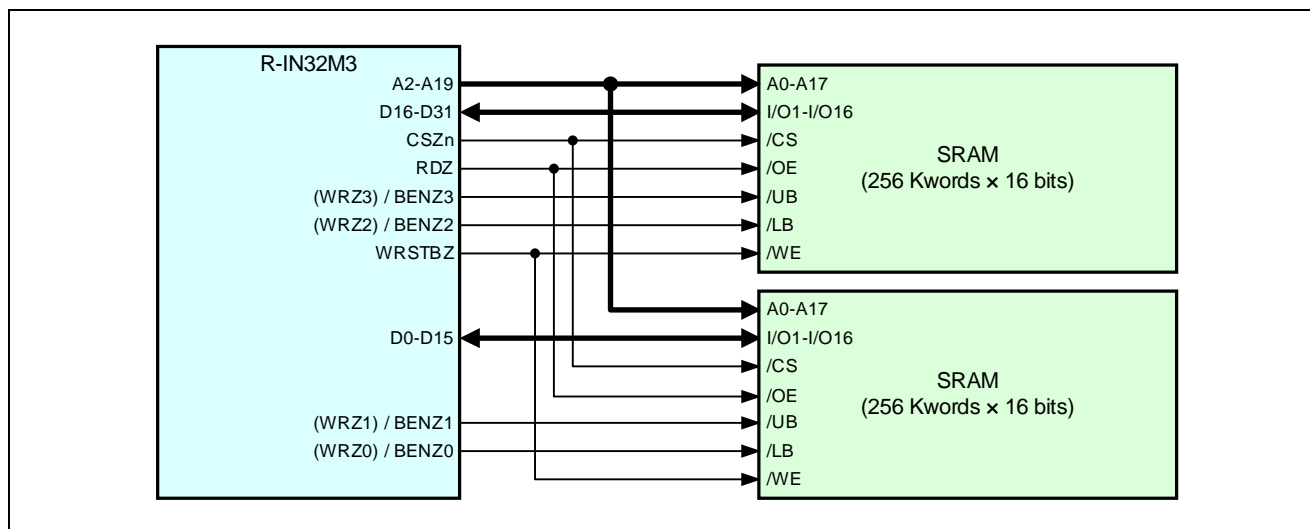 R-IN32M3
A2-A19
D16-D31
CSZn
RDZ
(WRZ3) / BENZ3
(WRZ2) / BENZ2
WRSTBZ
D0-D15
(WRZ1) / BENZ1
(WRZ0) / BENZ0
A0-A17
I/O1-I/O16
/CS
/OE
/UB
/LB
/WE
SRAM
(256 Kwords × 16 bits)
A0-A17
I/O1-I/O16
/CS
/OE
/UB
/LB
/WE
SRAM
(256 Kwords × 16 bits)